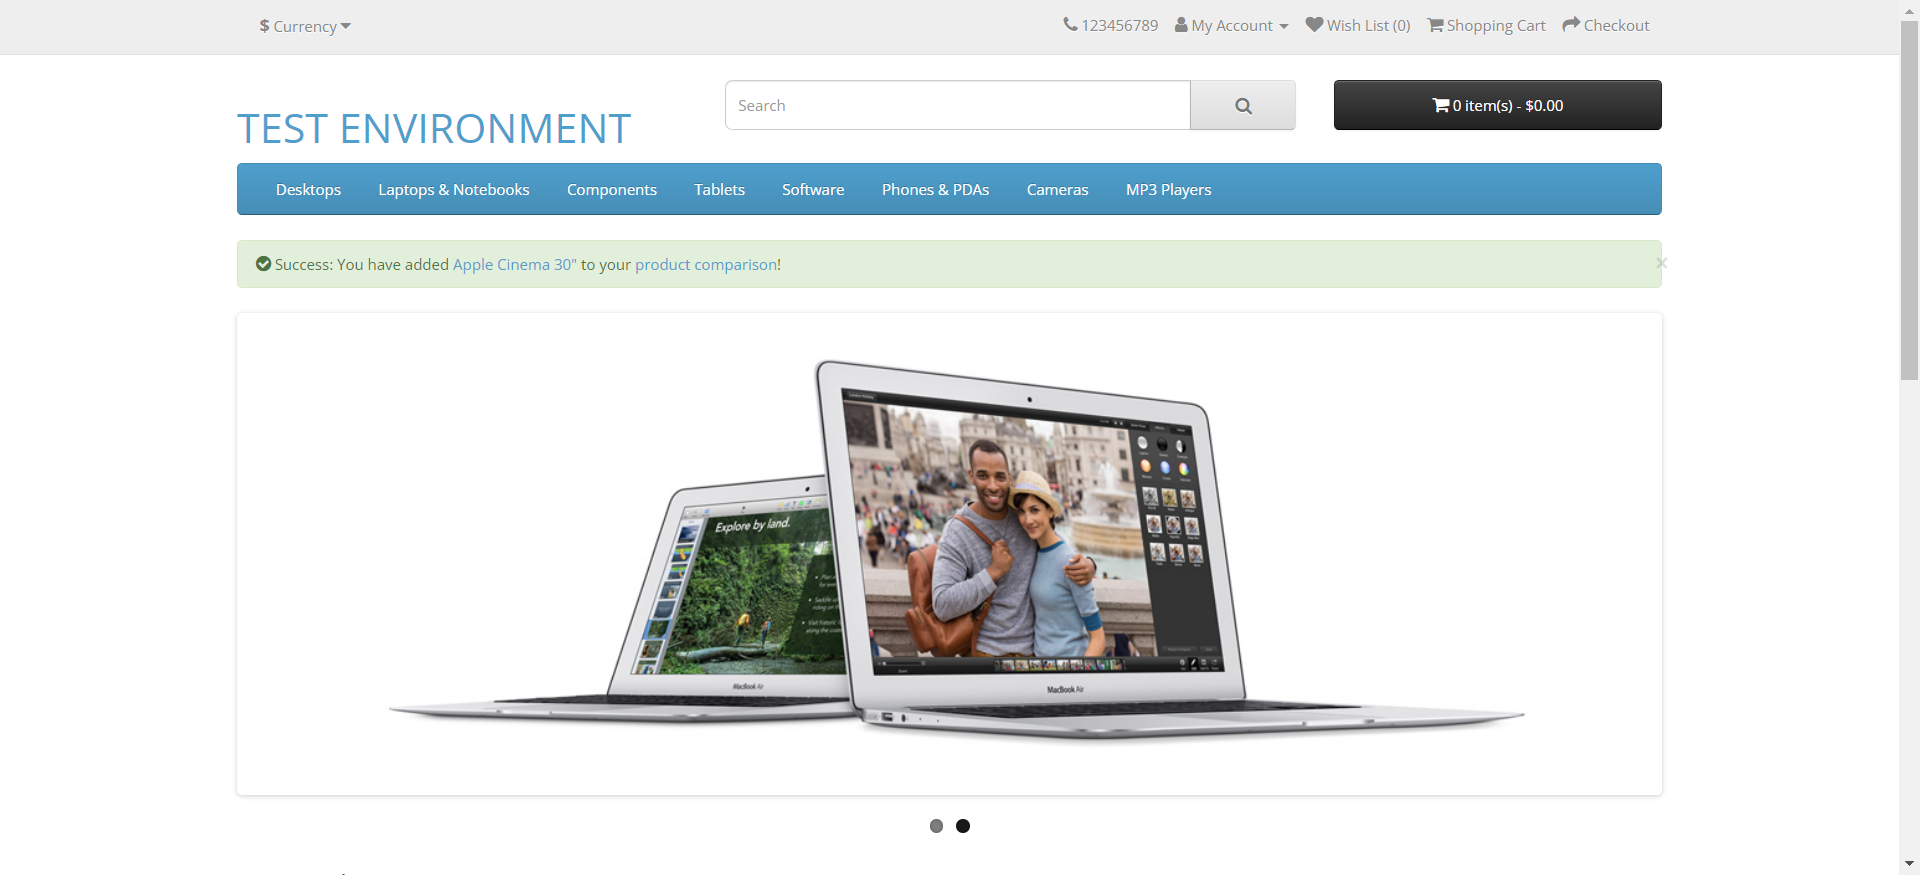 $ Currency
123456789 My Account Wish List (0) Shopping Cart Checkout
Search
0 item(s) - $0.00
TEST ENVIRONMENT
Desktops Laptops & Notebooks Components Tablets Software Phones & PDAs Cameras MP3 Players
Success: You have added Apple Cinema 30" to your product comparison!
×
Explore by land.
MacBook Air
MacBook Air